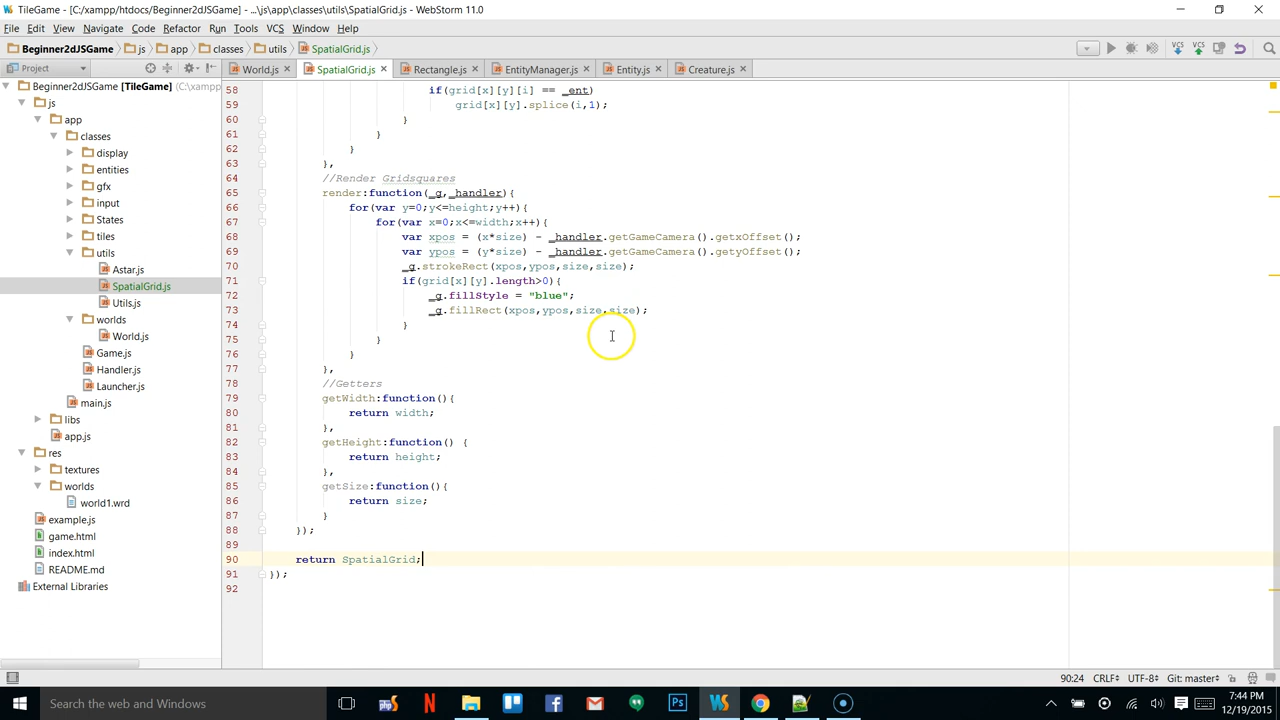 TileGame - [C:/xampp/htdocs/Beginner2dJSGame] - ...\js\app\classes\utils\SpatialGrid.js - WebStorm 11.0
File Edit View Navigate Code Refactor Run Tools VCS Window Help
Beginner2dJSGame js app classes utils SpatialGrid.js
VCS VCS
Project World.js SpatialGrid.js Rectangle.js EntityManager.js Entity.js Creature.js
Beginner2dJSGame [TileGame] (C:\xampp
js
app
classes
display
entities
gfx
input
States
tiles
utils
Astar.js
SpatialGrid.js
Utils.js
worlds
World.js
Game.js
Handler.js
Launcher.js
main.js
libs
app.js
res
textures
worlds
world1.wrd
example.js
game.html
index.html
README.md
External Libraries
58 if(grid[x][y][i] == _ent)
59 grid[x][y].splice(i,1);
60 }
61 }
62 }
63 },
64 //Render Gridsquares
65 render:function(_g,_handler){
66 for(var y=0;y<=height;y++){
67 for(var x=0;x<=width;x++){
68 var xpos = (x*size) - _handler.getGameCamera().getxOffset();
69 var ypos = (y*size) - _handler.getGameCamera().getyOffset();
70 _g.strokeRect(xpos,ypos,size,size);
71 if(grid[x][y].length>0){
72 _g.fillStyle = "blue";
73 _g.fillRect(xpos,ypos,size,size);
74 }
75 }
76 }
77 },
78 //Getters
79 getWidth:function(){
80 return width;
81 },
82 getHeight:function() {
83 return height;
84 },
85 getSize:function(){
86 return size;
87 }
88 });
89
90 return SpatialGrid;
91 });
92
90:24 CRLF÷ UTF-8÷ Git: master÷
Search the web and Windows
7:44 PM
12/19/2015